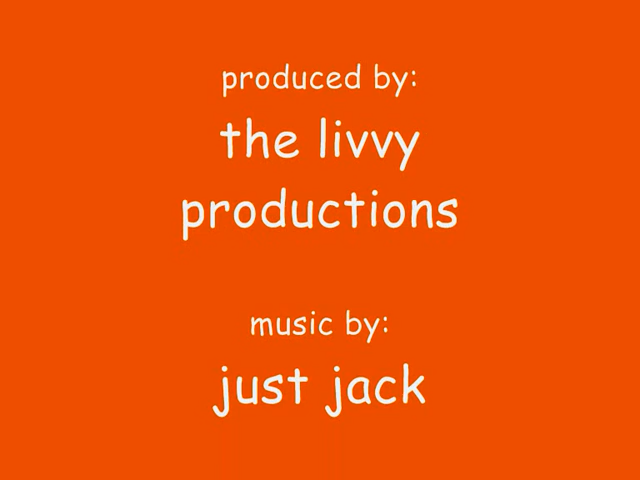 produced by:
the livvy
productions
music by:
just jack